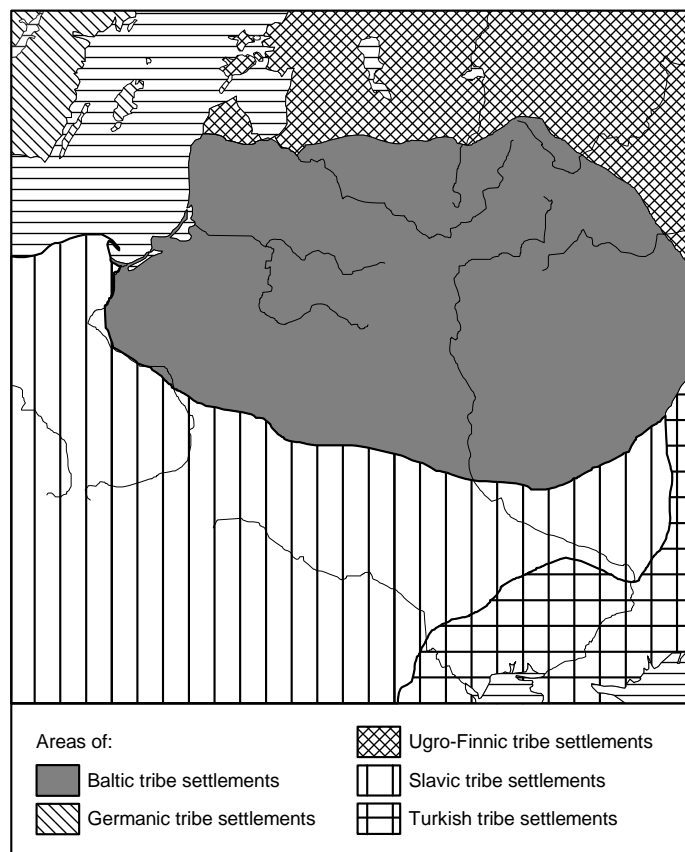 Areas of:
Baltic tribe settlements
Germanic tribe settlements
Ugro-Finnic tribe settlements
Slavic tribe settlements
Turkish tribe settlements